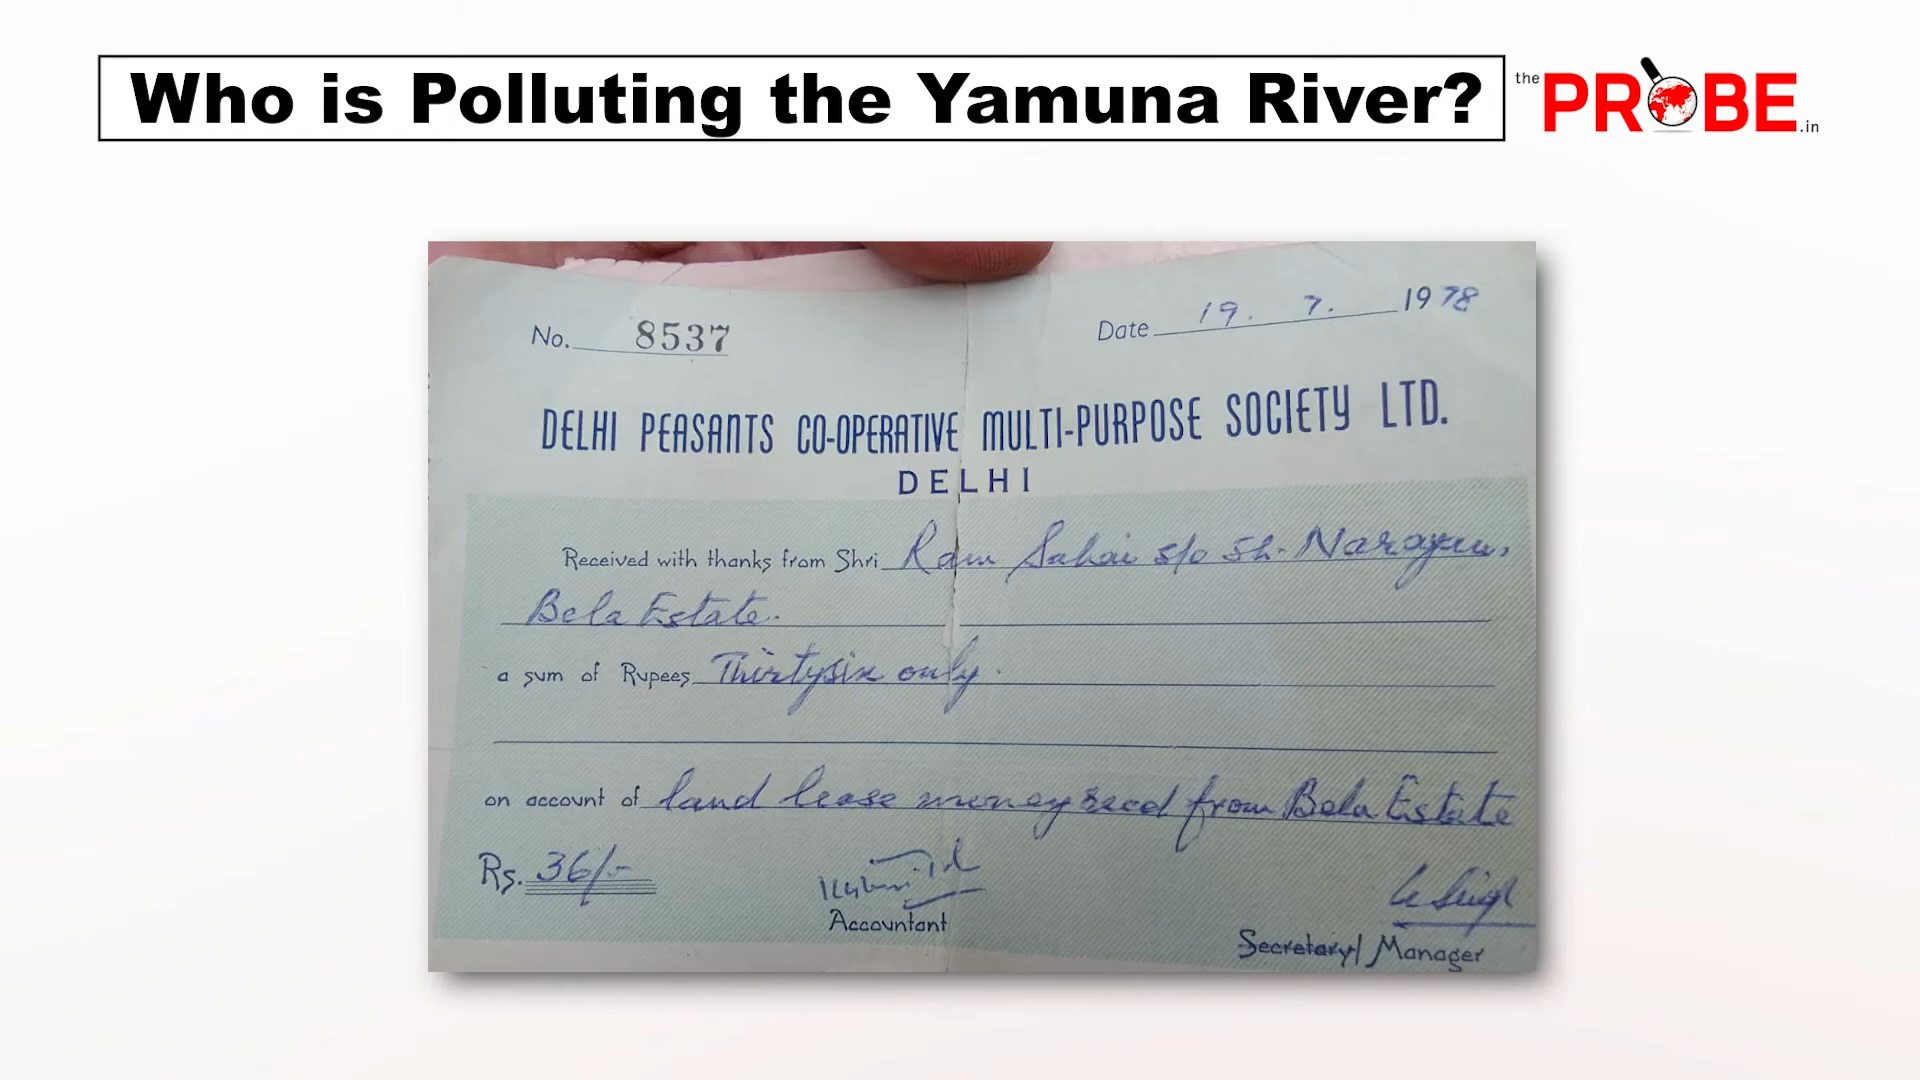 Who is Polluting the Yamuna River?
the PROBE.in
No. 8537
Date 19. 7. 1978
DELHI PEASANTS CO-OPERATIVE MULTI-PURPOSE SOCIETY LTD.
DELHI
Received with thanks from Shri Ram Sahai s/o Sh. Narayan,
Bela Estate.
a sum of Rupees Thirtysix only.
on account of land lease money recd from Bela Estate
Rs. 36/-
Singh
Accountant
Secretary/Manager